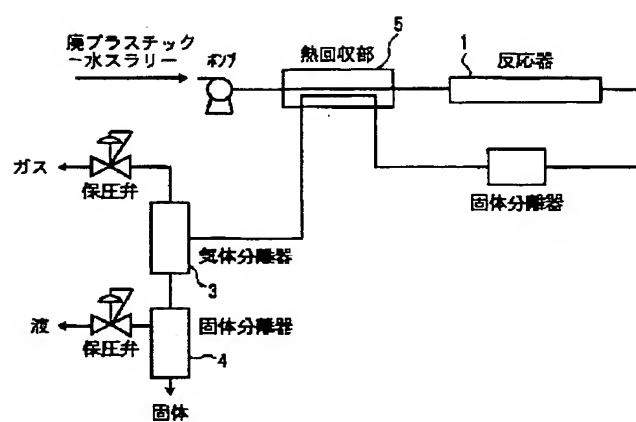 廃プラスチック
ー水スラリー
ポンプ
熱回収部
5
1
反応器
ガス
保圧弁
固体分離器
気体分離器
3
液
保圧弁
固体分離器
4
固体